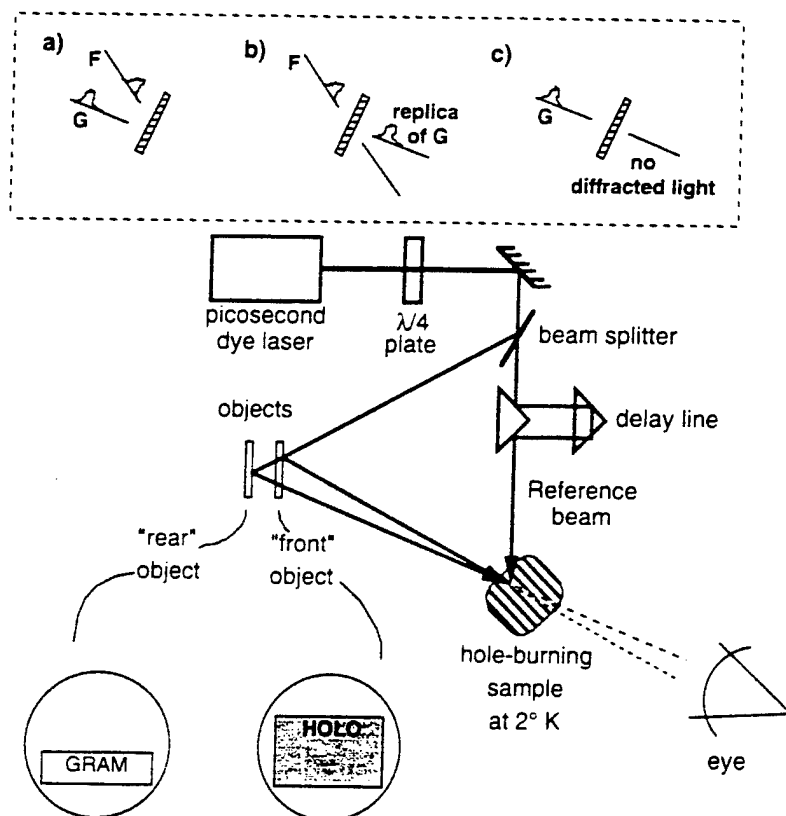 a)
F
G
b)
F
replica
of G
c)
G
no
diffracted light
picosecond
dye laser
λ/4
plate
beam splitter
objects
delay line
Reference
beam
"rear"
object
"front"
object
hole-burning
sample
at 2° K
GRAM
HOLO
eye